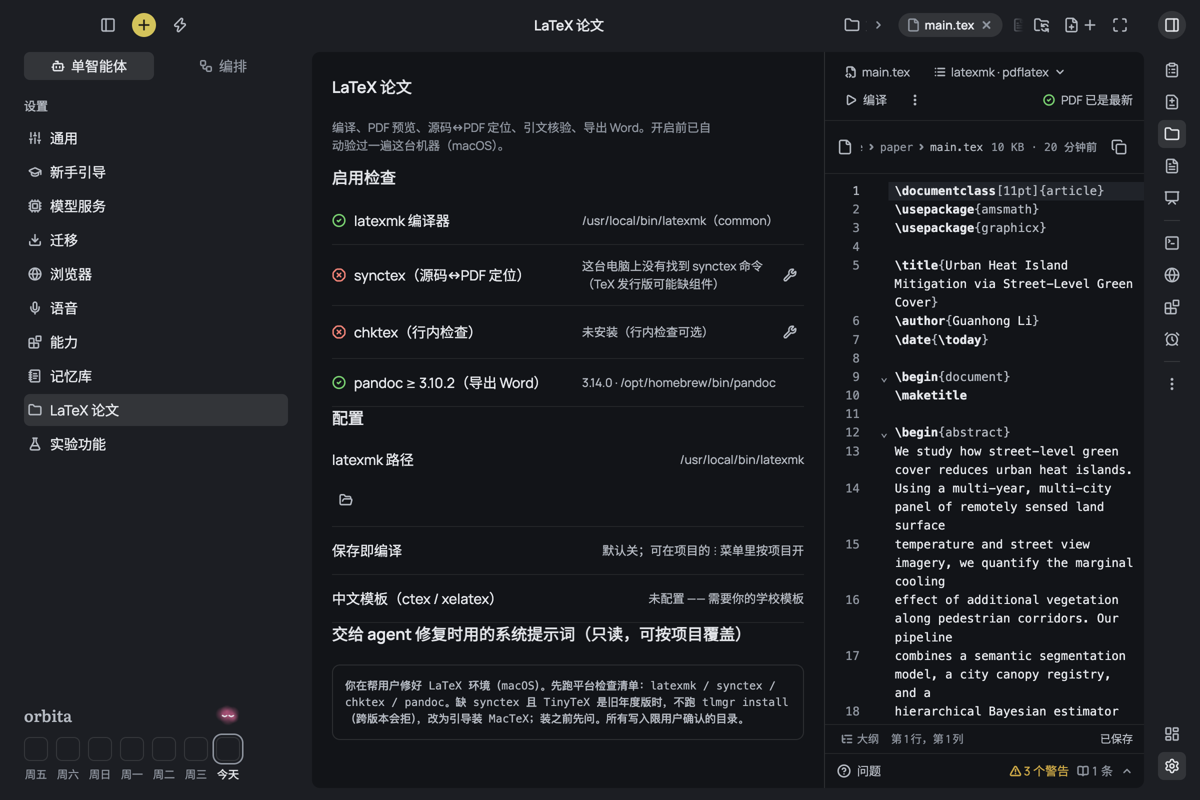 LaTeX 论文
main.tex
单智能体
编排
设置
通用
新手引导
模型服务
迁移
浏览器
语音
能力
记忆库
LaTeX 论文
实验功能
orbita
周五 周六 周日 周一 周二 周三 今天
LaTeX 论文
编译、PDF 预览、源码↔PDF 定位、引文核验、导出 Word。开启前已自
动验过一遍这台机器（macOS）。
启用检查
latexmk 编译器 /usr/local/bin/latexmk（common）
synctex（源码↔PDF 定位） 这台电脑上没有找到 synctex 命令
（TeX 发行版可能缺组件）
chktex（行内检查） 未安装（行内检查可选）
pandoc ≥ 3.10.2（导出 Word） 3.14.0 · /opt/homebrew/bin/pandoc
配置
latexmk 路径 /usr/local/bin/latexmk
保存即编译 默认关；可在项目的 ⋮ 菜单里按项目开
中文模板（ctex / xelatex） 未配置 —— 需要你的学校模板
交给 agent 修复时用的系统提示词（只读，可按项目覆盖）
你在帮用户修好 LaTeX 环境（macOS）。先跑平台检查清单：latexmk / synctex /
chktex / pandoc。缺 synctex 且 TinyTeX 是旧年度版时，不跑 tlmgr install
（跨版本会拒），改为引导装 MacTeX；装之前先问。所有写入限用户确认的目录。
main.tex latexmk · pdflatex
编译 PDF 已是最新
› paper › main.tex 10 KB · 20 分钟前
1 \documentclass[11pt]{article}
2 \usepackage{amsmath}
3 \usepackage{graphicx}
4
5 \title{Urban Heat Island
Mitigation via Street-Level Green
Cover}
6 \author{Guanhong Li}
7 \date{\today}
8
9 \begin{document}
10 \maketitle
11
12 \begin{abstract}
13 We study how street-level green
cover reduces urban heat islands.
14 Using a multi-year, multi-city
panel of remotely sensed land
surface
15 temperature and street view
imagery, we quantify the marginal
cooling
16 effect of additional vegetation
along pedestrian corridors. Our
pipeline
17 combines a semantic segmentation
model, a city canopy registry,
and a
18 hierarchical Bayesian estimator
大纲 第1行，第1列 已保存
问题 3 个警告 1 条